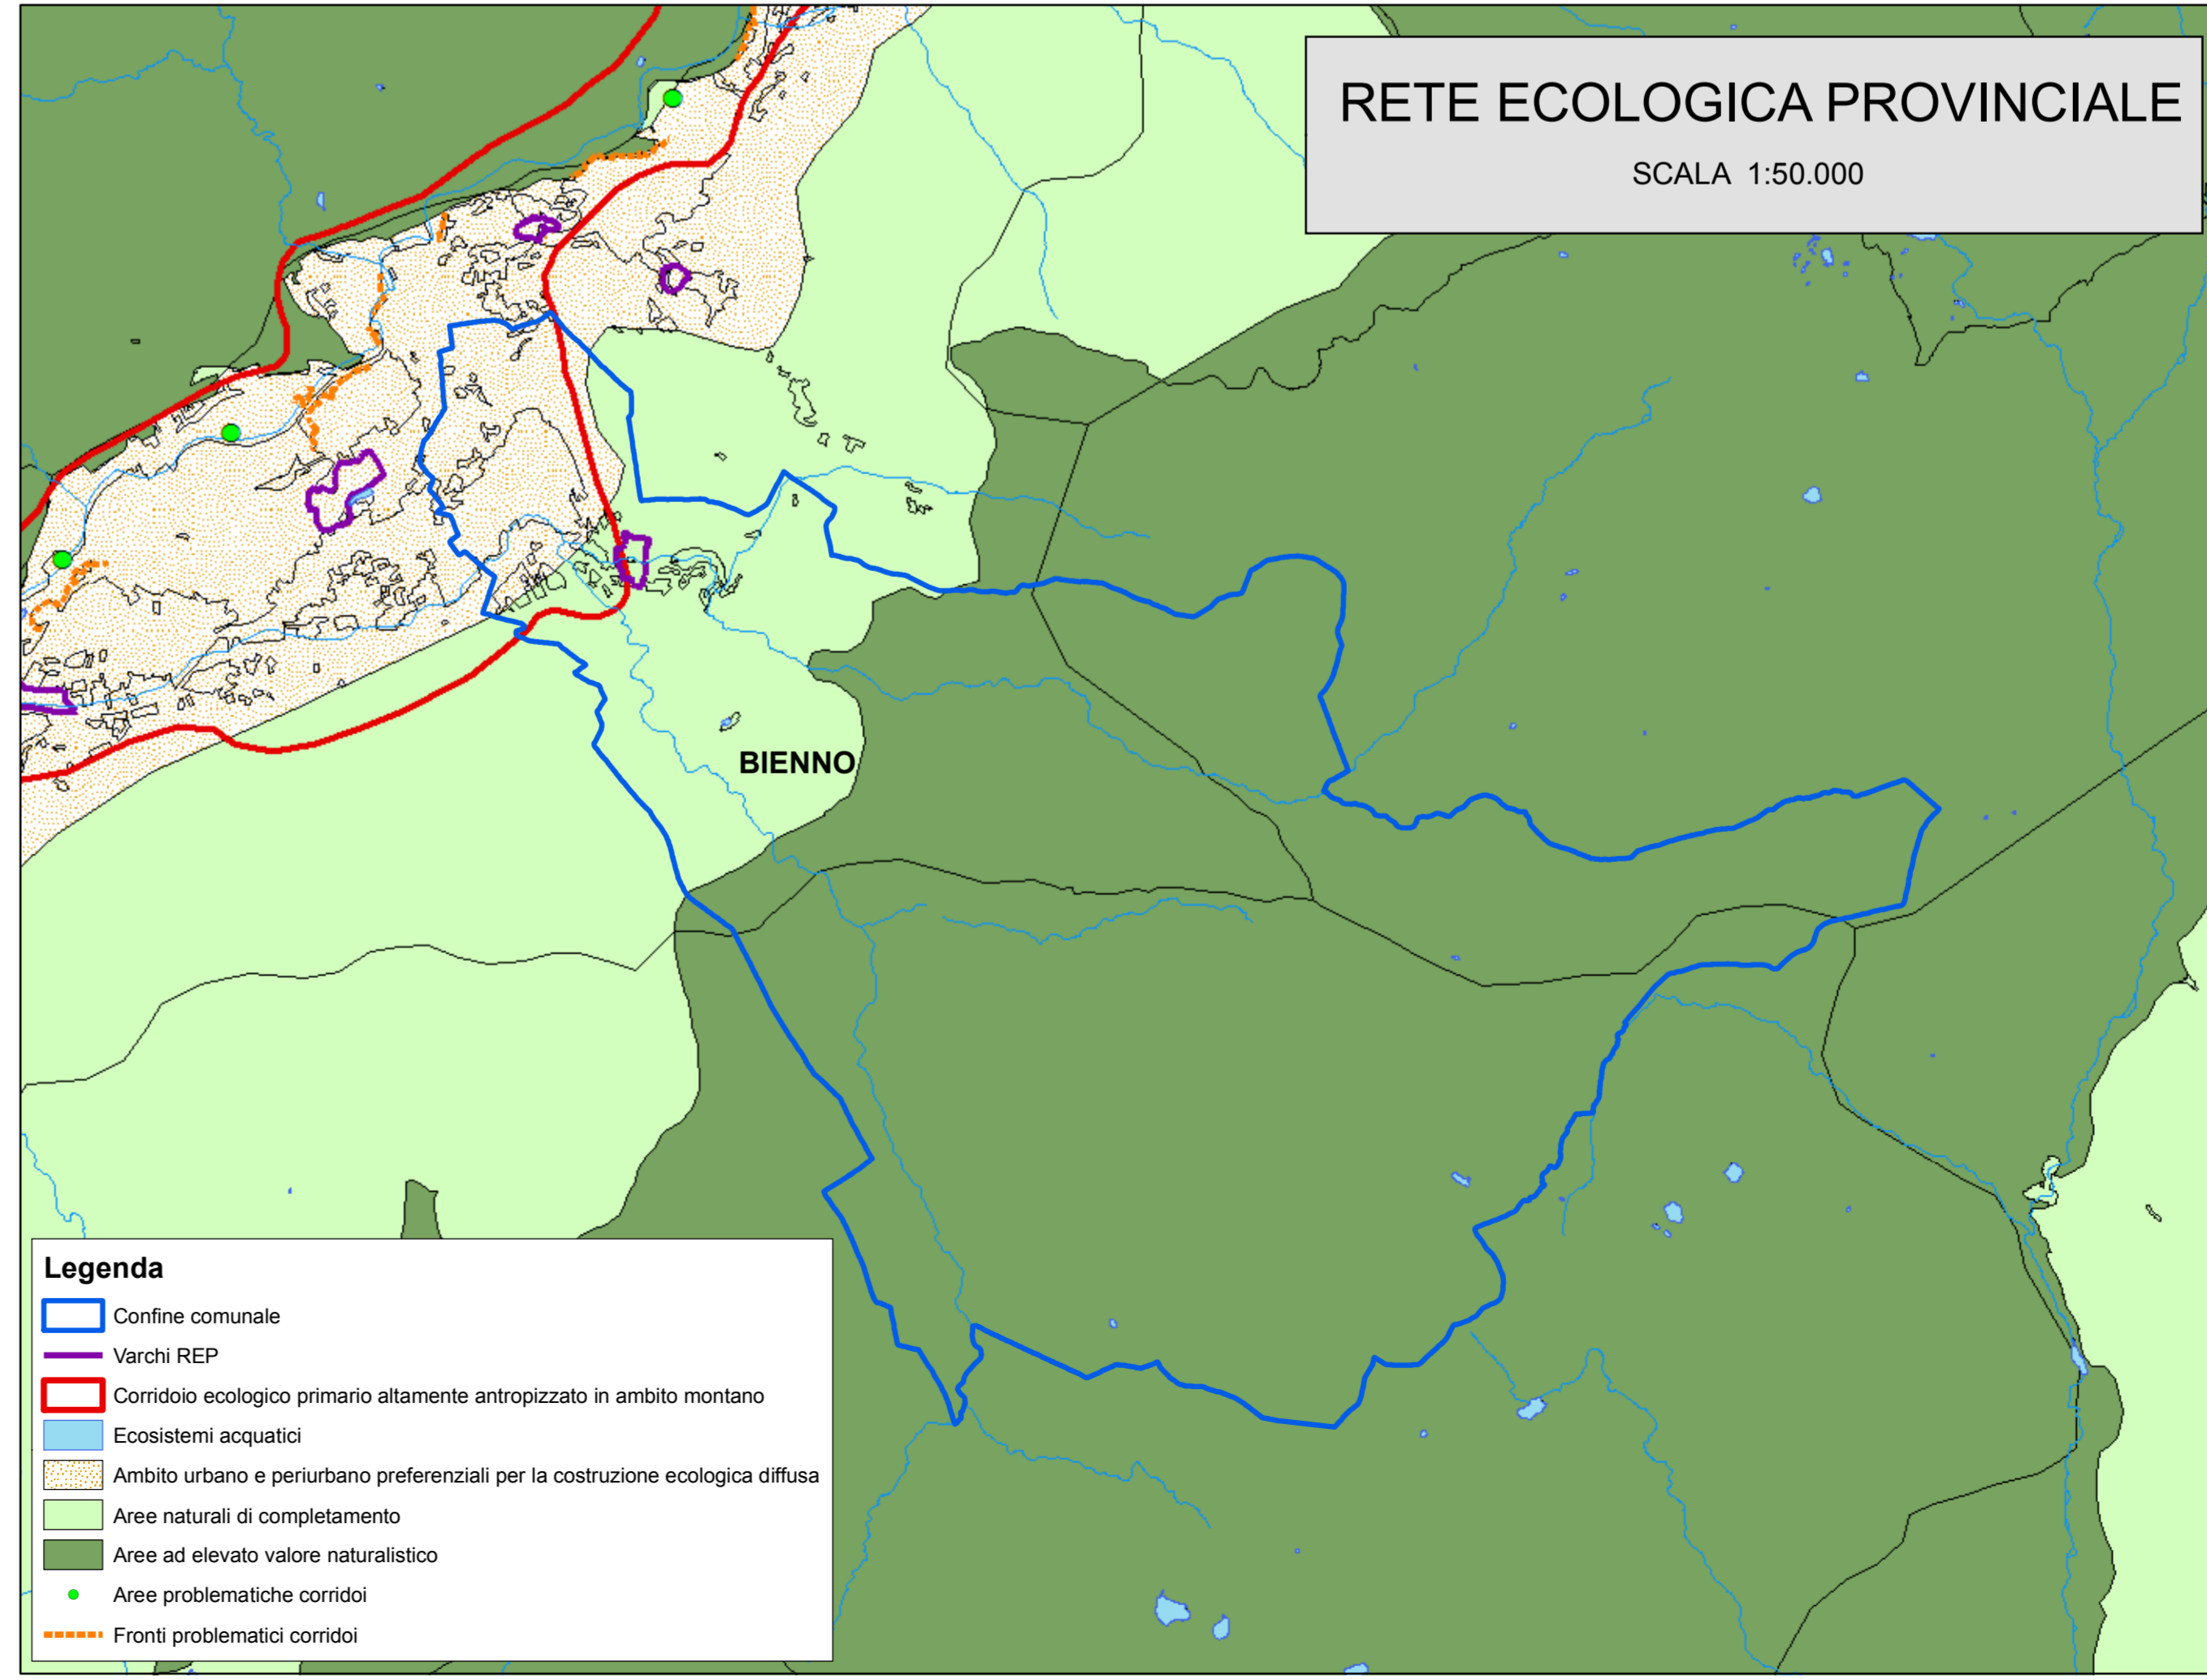 RETE ECOLOGICA PROVINCIALE
SCALA 1:50.000
BIENNO
Legenda
Confine comunale
Varchi REP
Corridoio ecologico primario altamente antropizzato in ambito montano
Ecosistemi acquatici
Ambito urbano e periurbano preferenziali per la costruzione ecologica diffusa
Aree naturali di completamento
Aree ad elevato valore naturalistico
Aree problematiche corridoi
Fronti problematici corridoi